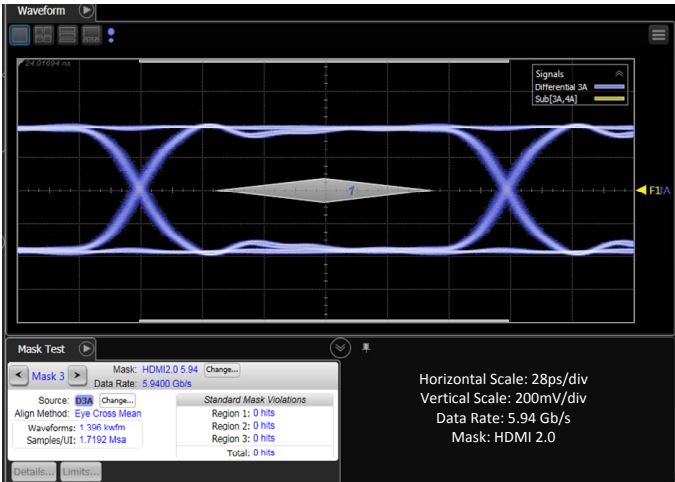 Waveform
24.01694 ns
Signals
Differential 3A
Sub[3A,4A]
1
F1 3A
Mask Test
< Mask 3 >
Mask: HDMI2.0 5.94 Change...
Data Rate: 5.9400 Gb/s
Source: D3A Change...
Align Method: Eye Cross Mean
Waveforms: 1.396 kwfm
Samples/UI: 1.7192 Msa
Standard Mask Violations
Region 1: 0 hits
Region 2: 0 hits
Region 3: 0 hits
Total: 0 hits
Details... Limits...
Horizontal Scale: 28ps/div
Vertical Scale: 200mV/div
Data Rate: 5.94 Gb/s
Mask: HDMI 2.0